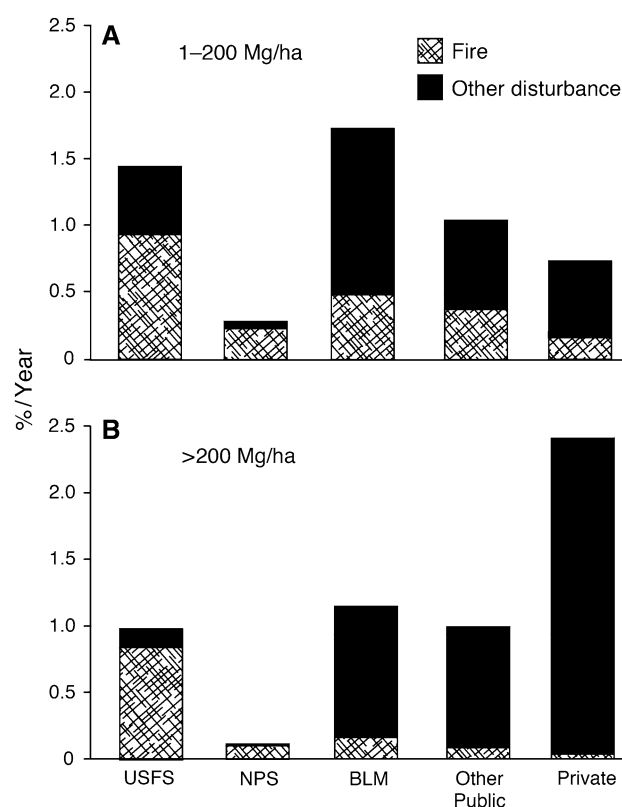 A
1–200 Mg/ha
Fire
Other disturbance
2.5
2.0
1.5
1.0
0.5
0
%/Year
B
>200 Mg/ha
2.5
2.0
1.5
1.0
0.5
0
USFS
NPS
BLM
Other
Public
Private